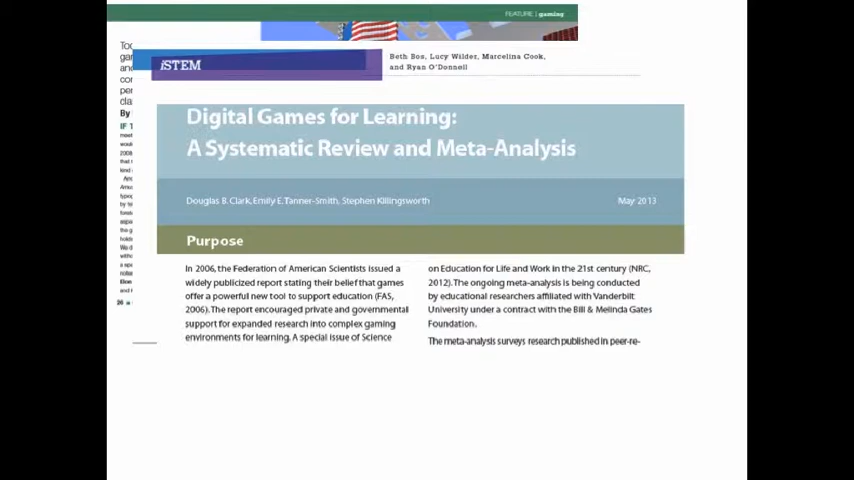 FEATURE | gaming
iSTEM
Beth Bos, Lucy Wilder, Marcelina Cook,
and Ryan O'Donnell
Digital Games for Learning:
A Systematic Review and Meta-Analysis
Douglas B. Clark, Emily E. Tanner-Smith, Stephen Killingsworth
May 2013
Purpose
In 2006, the Federation of American Scientists issued a
widely publicized report stating their belief that games
offer a powerful new tool to support education (FAS,
2006). The report encouraged private and governmental
support for expanded research into complex gaming
environments for learning. A special issue of Science
on Education for Life and Work in the 21st century (NRC,
2012). The ongoing meta-analysis is being conducted
by educational researchers affiliated with Vanderbilt
University under a contract with the Bill & Melinda Gates
Foundation.
The meta-analysis surveys research published in peer-re-
By
IF T
26